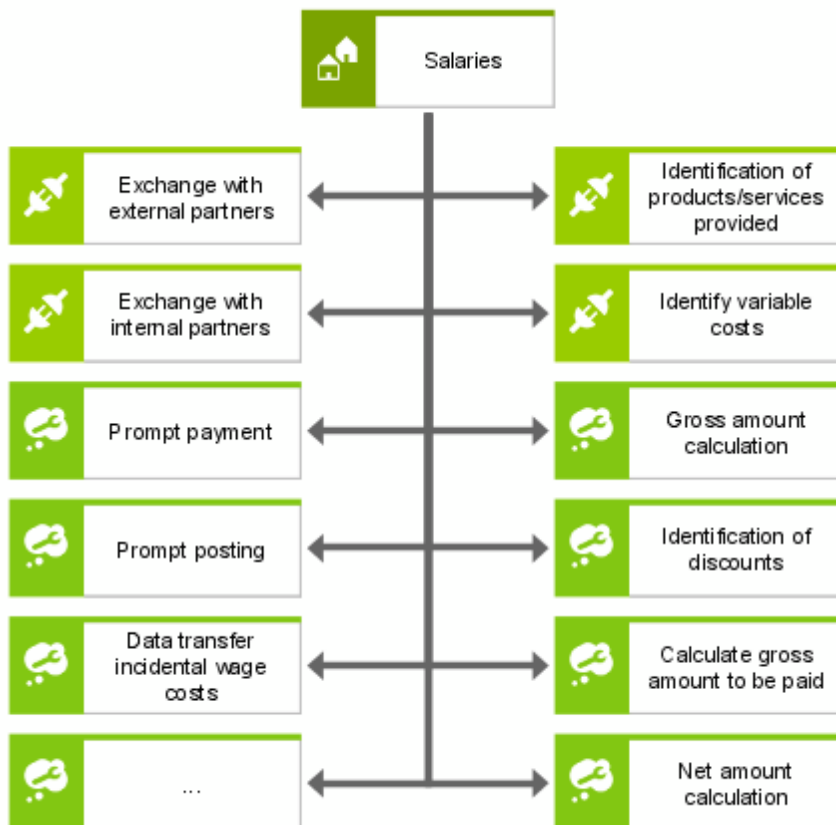 Salaries
Exchange with
external partners
Identification of
products/services
provided
Exchange with
internal partners
Identify variable
costs
Prompt payment
Gross amount
calculation
Prompt posting
Identification of
discounts
Data transfer
incidental wage
costs
Calculate gross
amount to be paid
...
Net amount
calculation